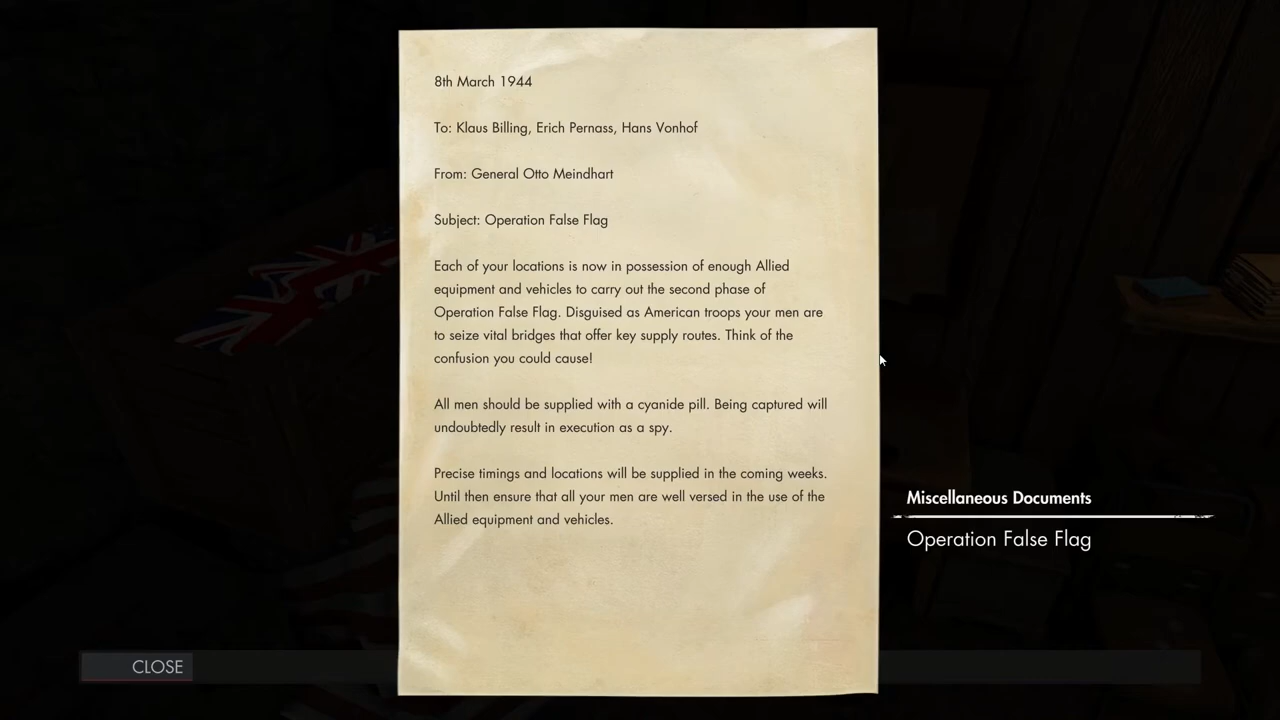 8th March 1944
To: Klaus Billing, Erich Pernass, Hans Vonhof
From: General Otto Meindhart
Subject: Operation False Flag
Each of your locations is now in possession of enough Allied
equipment and vehicles to carry out the second phase of
Operation False Flag. Disguised as American troops your men are
to seize vital bridges that offer key supply routes. Think of the
confusion you could cause!
All men should be supplied with a cyanide pill. Being captured will
undoubtedly result in execution as a spy.
Precise timings and locations will be supplied in the coming weeks.
Until then ensure that all your men are well versed in the use of the
Allied equipment and vehicles.
Miscellaneous Documents
Operation False Flag
CLOSE